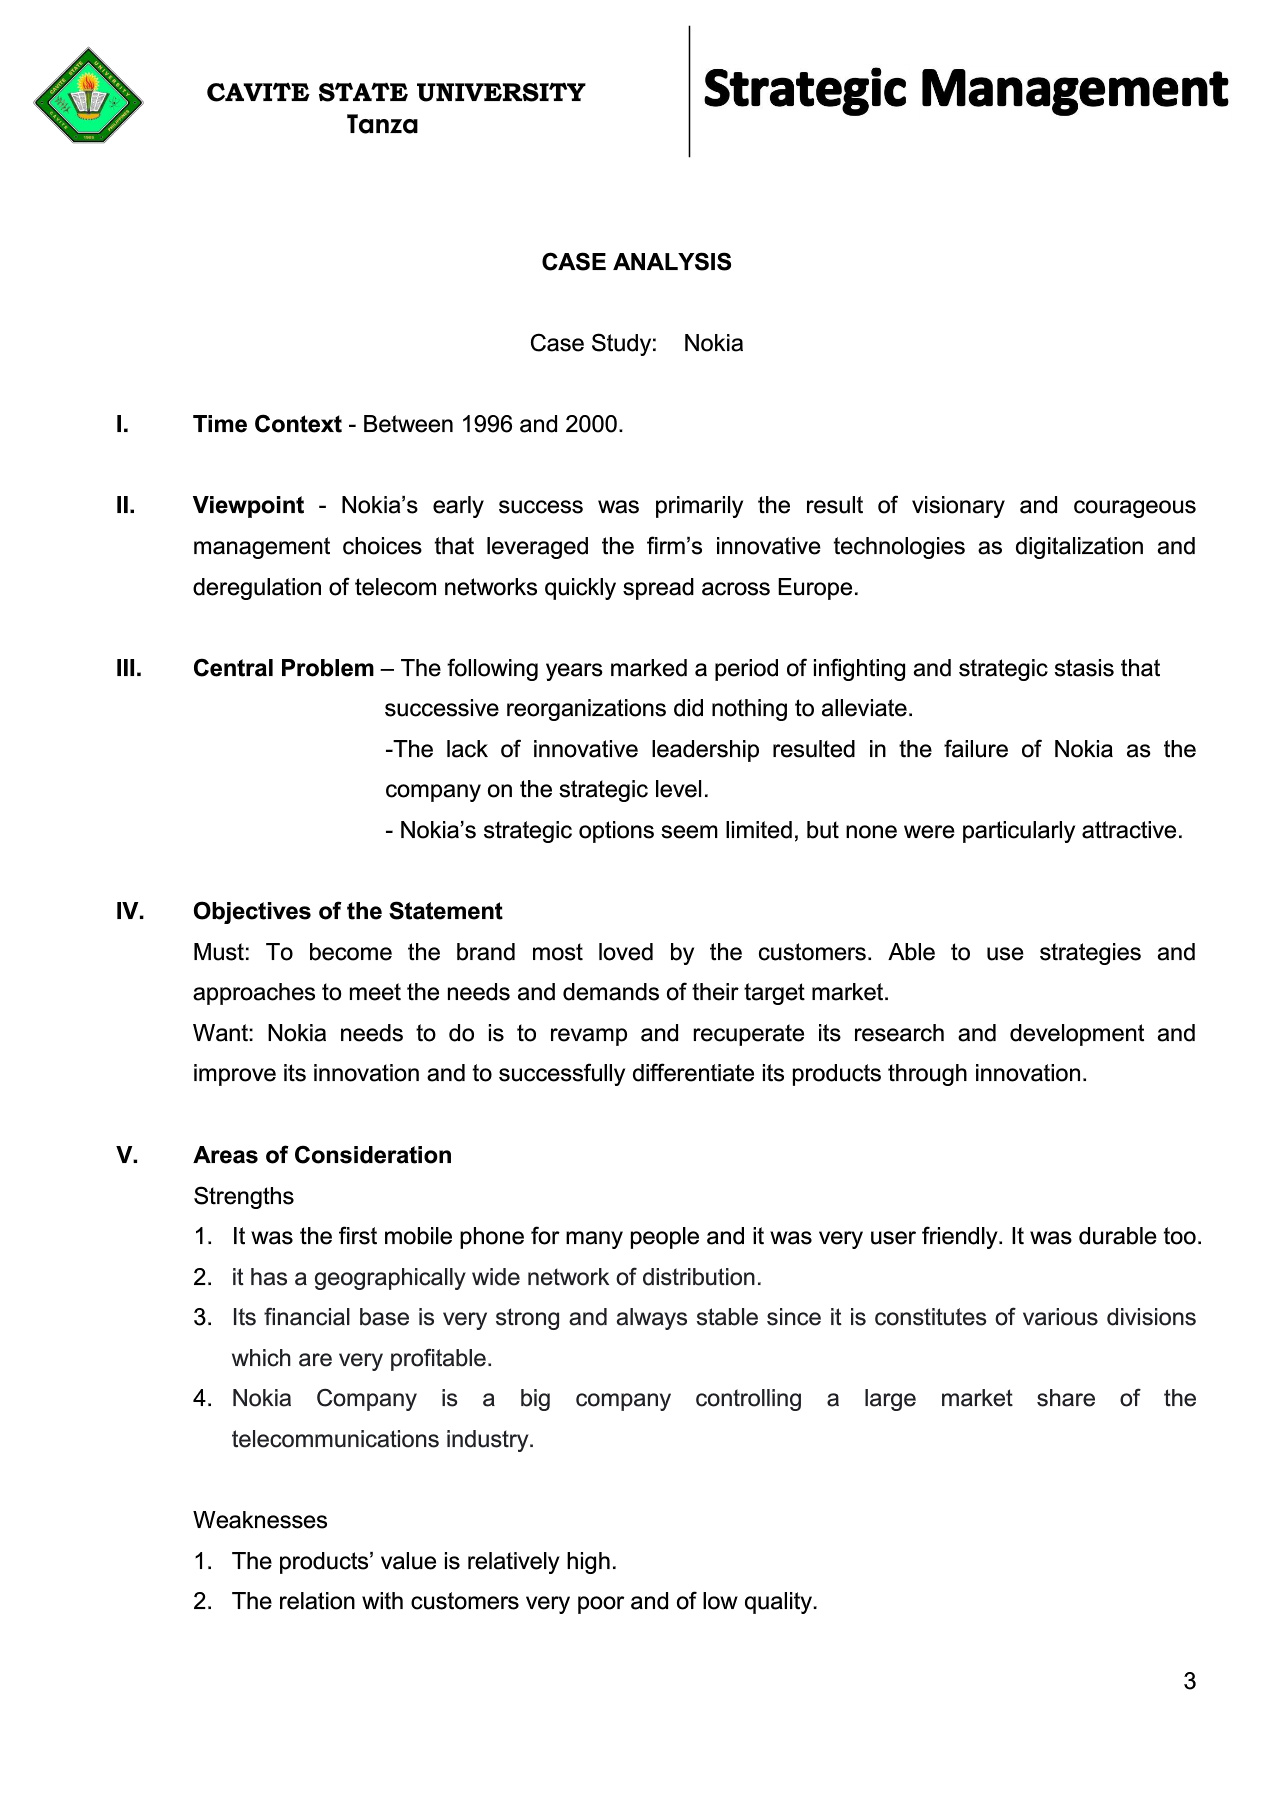 CAVITE STATE UNIVERSITY
Tanza
Strategic Management
CAVITE STATE UNIVERSITY
CAVITE
PHILIPPINES
CASE ANALYSIS
Case Study: Nokia
I. Time Context - Between 1996 and 2000.
II. Viewpoint - Nokia’s early success was primarily the result of visionary and courageous
management choices that leveraged the firm’s innovative technologies as digitalization and
deregulation of telecom networks quickly spread across Europe.
III. Central Problem – The following years marked a period of infighting and strategic stasis that
successive reorganizations did nothing to alleviate.
-The lack of innovative leadership resulted in the failure of Nokia as the
company on the strategic level.
- Nokia’s strategic options seem limited, but none were particularly attractive.
IV. Objectives of the Statement
Must: To become the brand most loved by the customers. Able to use strategies and
approaches to meet the needs and demands of their target market.
Want: Nokia needs to do is to revamp and recuperate its research and development and
improve its innovation and to successfully differentiate its products through innovation.
V. Areas of Consideration
Strengths
1. It was the first mobile phone for many people and it was very user friendly. It was durable too.
2. it has a geographically wide network of distribution.
3. Its financial base is very strong and always stable since it is constitutes of various divisions
which are very profitable.
4. Nokia Company is a big company controlling a large market share of the
telecommunications industry.
Weaknesses
1. The products’ value is relatively high.
2. The relation with customers very poor and of low quality.
3